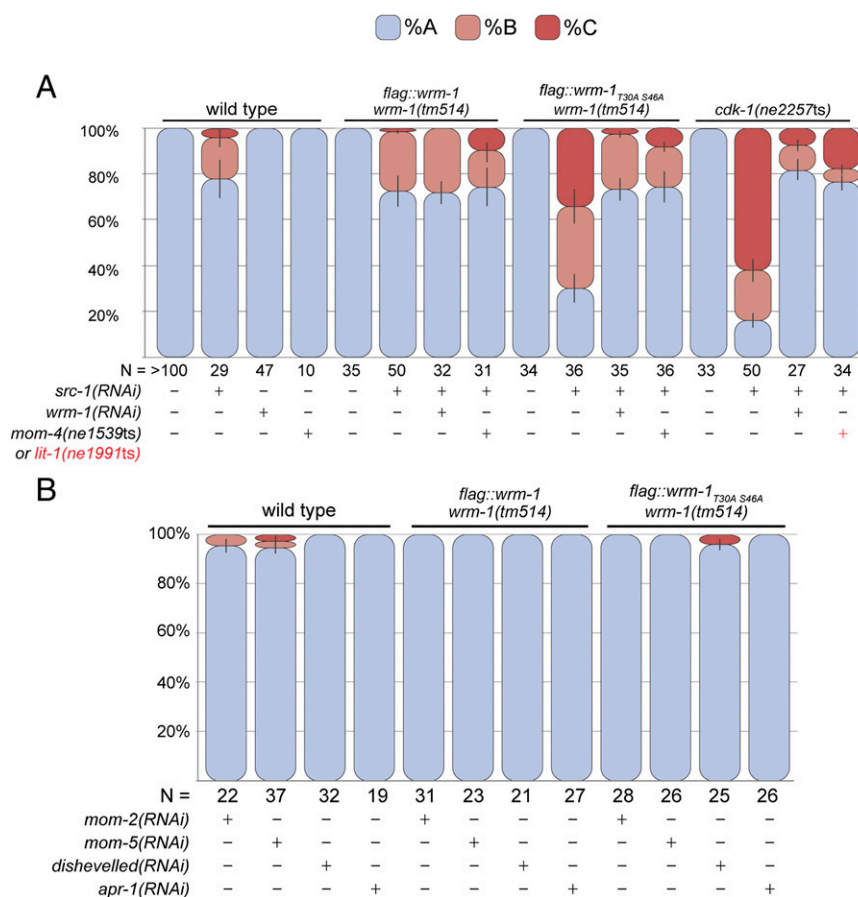 %A %B %C
A
wild type
flag::wrm-1
wrm-1(tm514)
flag::wrm-1T30A S46A
wrm-1(tm514)
cdk-1(ne2257ts)
100%
80%
60%
40%
20%
N = >100 29 47 10 35 50 32 31 34 36 35 36 33 50 27 34
src-1(RNAi) − + − − − + + + − + + + − + + +
wrm-1(RNAi) − − + − − − + − − − + − − − + −
mom-4(ne1539ts) − − − + − − − + − − − + − − − +
or lit-1(ne1991ts)
B
wild type
flag::wrm-1
wrm-1(tm514)
flag::wrm-1T30A S46A
wrm-1(tm514)
100%
80%
60%
40%
20%
N = 22 37 32 19 31 23 21 27 28 26 25 26
mom-2(RNAi) + − − − + − − − + − − −
mom-5(RNAi) − + − − − + − − − + − −
dishevelled(RNAi) − − + − − − + − − − + −
apr-1(RNAi) − − − + − − − + − − − +